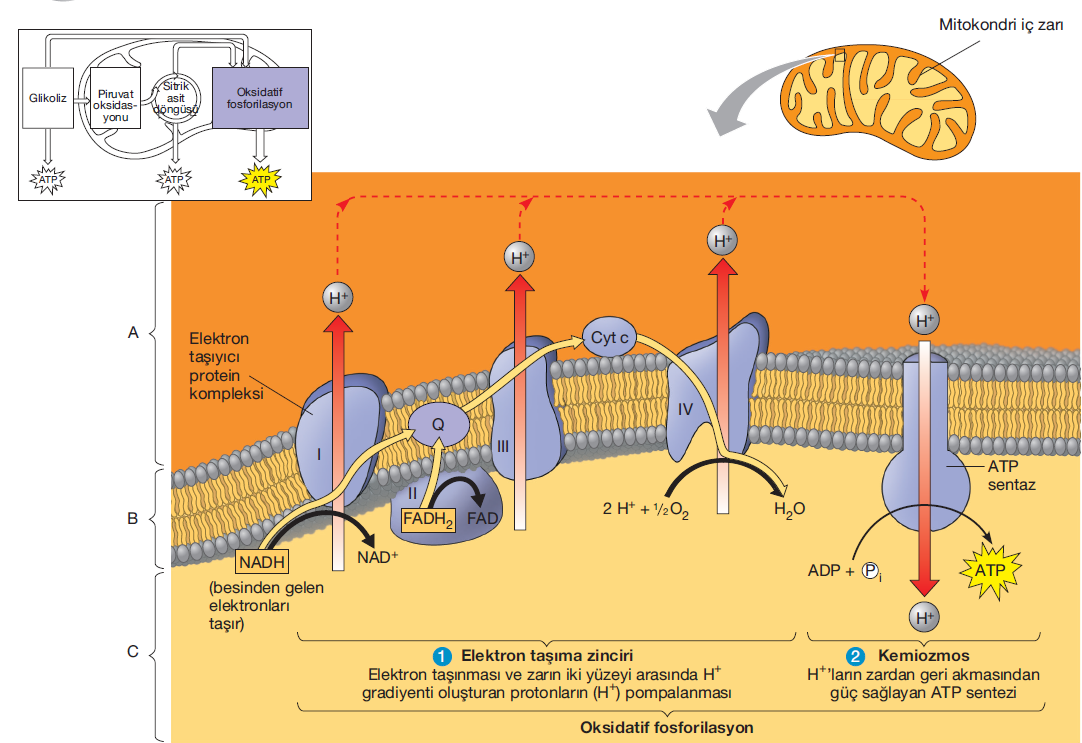 Mitokondri iç zarı
Glikoliz
Piruvat
oksidas-
yonu
Sitrik
asit
döngüsü
Oksidatif
fosforilasyon
ATP
ATP
ATP
H+
H+
H+
H+
A
Elektron
taşıyıcı
protein
kompleksi
Cyt c
Q
I
III
IV
II
ATP
sentaz
B
FADH2
FAD
2 H+ + ½O2
H2O
NADH
NAD+
(besinden gelen
elektronları
taşır)
ADP + Pi
ATP
H+
C
1 Elektron taşıma zinciri
Elektron taşınması ve zarın iki yüzeyi arasında H+
gradiyenti oluşturan protonların (H+) pompalanması
2 Kemiozmos
H+'ların zardan geri akmasından
güç sağlayan ATP sentezi
Oksidatif fosforilasyon